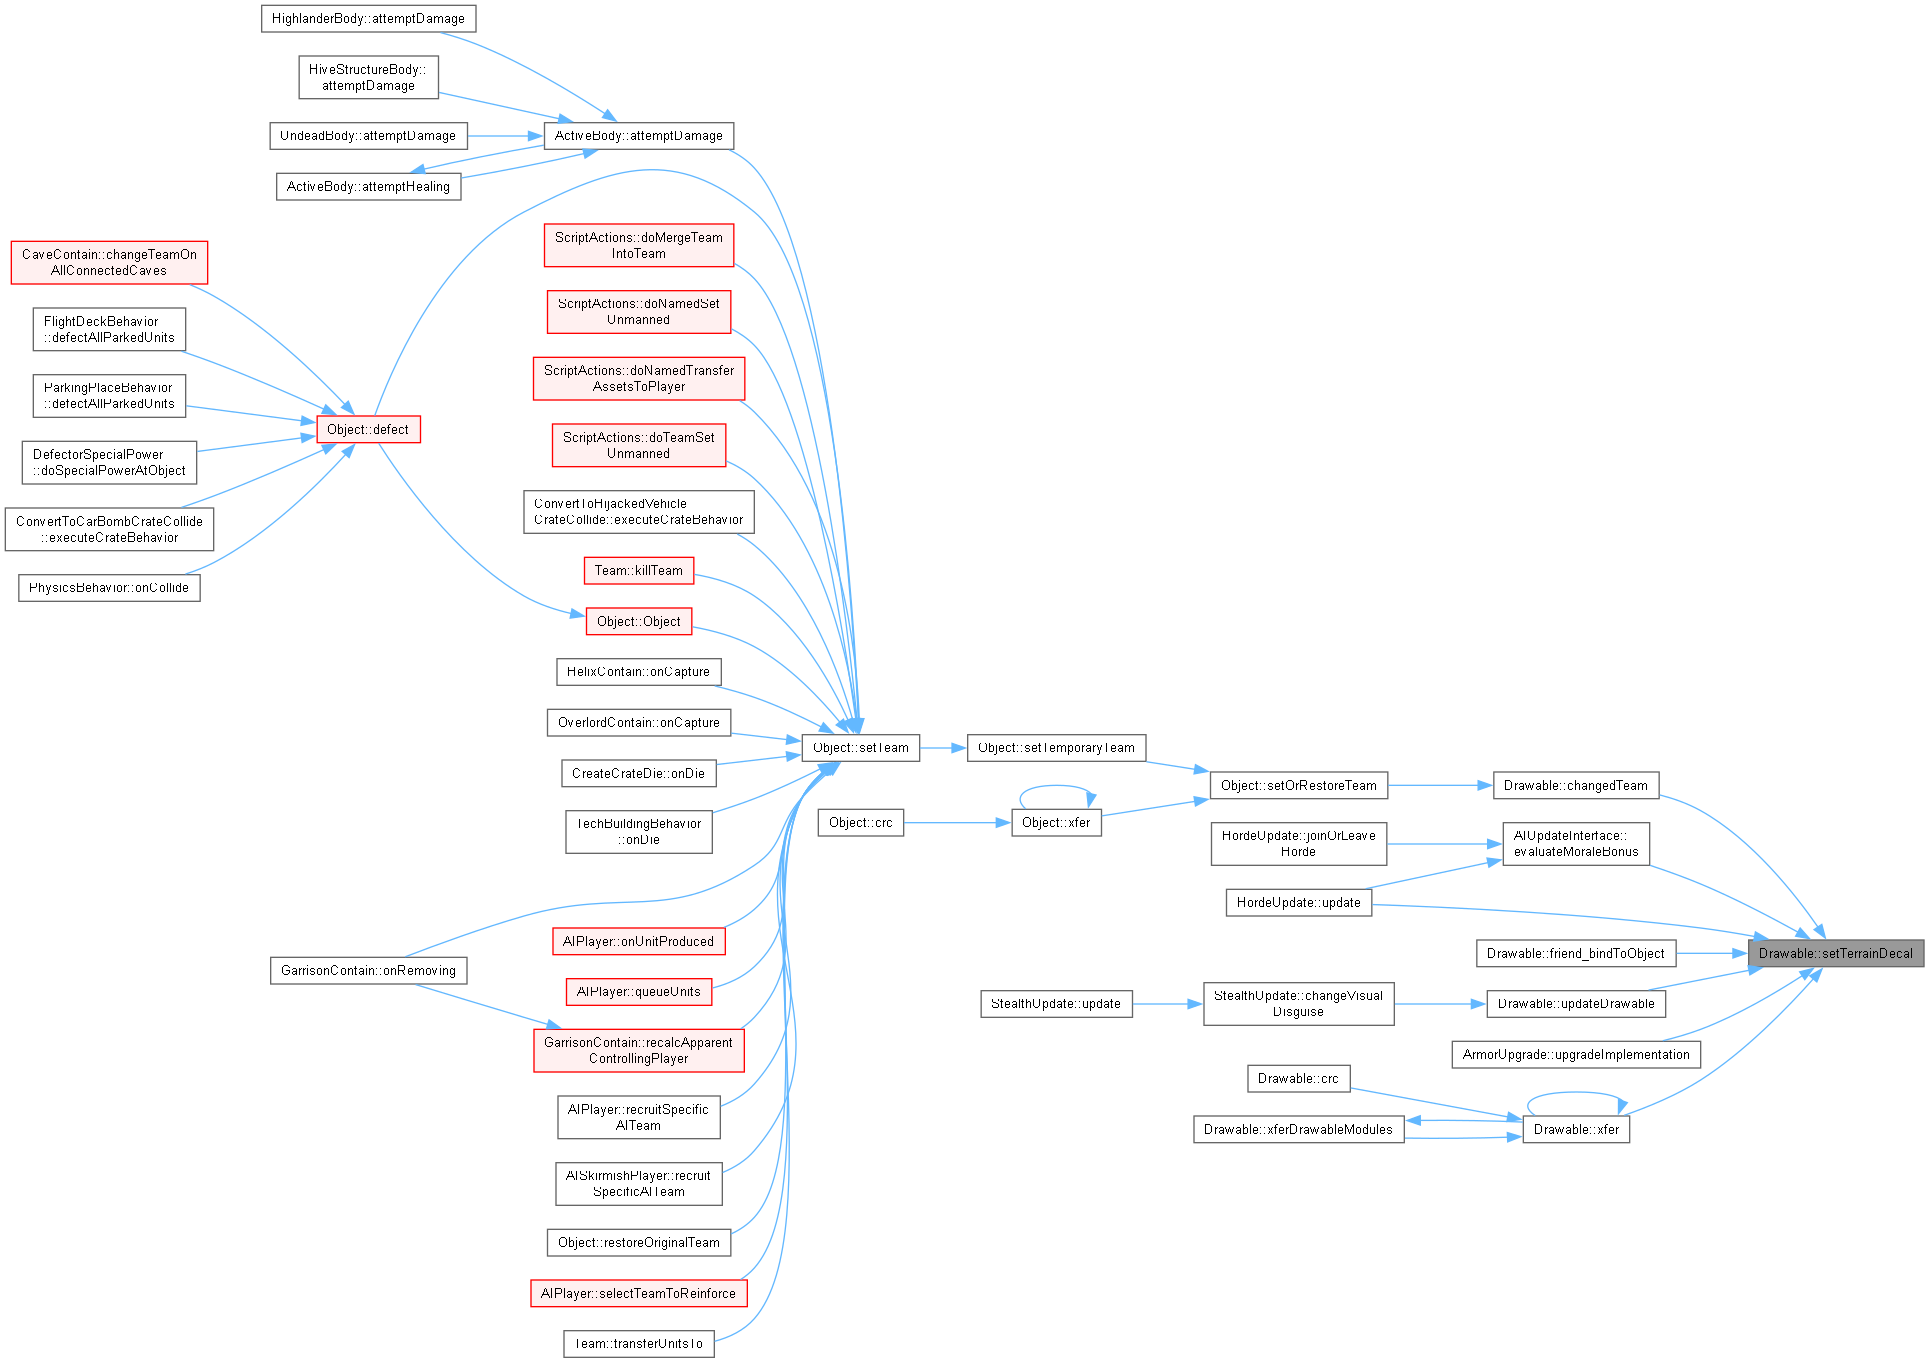 HighlanderBody::attemptDamage
HiveStructureBody::
attemptDamage
UndeadBody::attemptDamage
ActiveBody::attemptHealing
ActiveBody::attemptDamage
CaveContain::changeTeamOn
AllConnectedCaves
FlightDeckBehavior
::defectAllParkedUnits
ParkingPlaceBehavior
::defectAllParkedUnits
DefectorSpecialPower
::doSpecialPowerAtObject
ConvertToCarBombCrateCollide
::executeCrateBehavior
PhysicsBehavior::onCollide
Object::defect
ScriptActions::doMergeTeam
IntoTeam
ScriptActions::doNamedSet
Unmanned
ScriptActions::doNamedTransfer
AssetsToPlayer
ScriptActions::doTeamSet
Unmanned
ConvertToHijackedVehicle
CrateCollide::executeCrateBehavior
Team::killTeam
Object::Object
HelixContain::onCapture
OverlordContain::onCapture
CreateCrateDie::onDie
TechBuildingBehavior
::onDie
GarrisonContain::onRemoving
AIPlayer::onUnitProduced
AIPlayer::queueUnits
GarrisonContain::recalcApparent
ControllingPlayer
AIPlayer::recruitSpecific
AITeam
AISkirmishPlayer::recruit
SpecificAITeam
Object::restoreOriginalTeam
AIPlayer::selectTeamToReinforce
Team::transferUnitsTo
Object::setTeam
Object::setTemporaryTeam
Object::crc
Object::xfer
Object::setOrRestoreTeam
Drawable::changedTeam
HordeUpdate::joinOrLeave
Horde
AIUpdateInterface::
evaluateMoraleBonus
HordeUpdate::update
Drawable::friend_bindToObject
Drawable::setTerrainDecal
StealthUpdate::update
StealthUpdate::changeVisual
Disguise
Drawable::updateDrawable
ArmorUpgrade::upgradeImplementation
Drawable::crc
Drawable::xferDrawableModules
Drawable::xfer